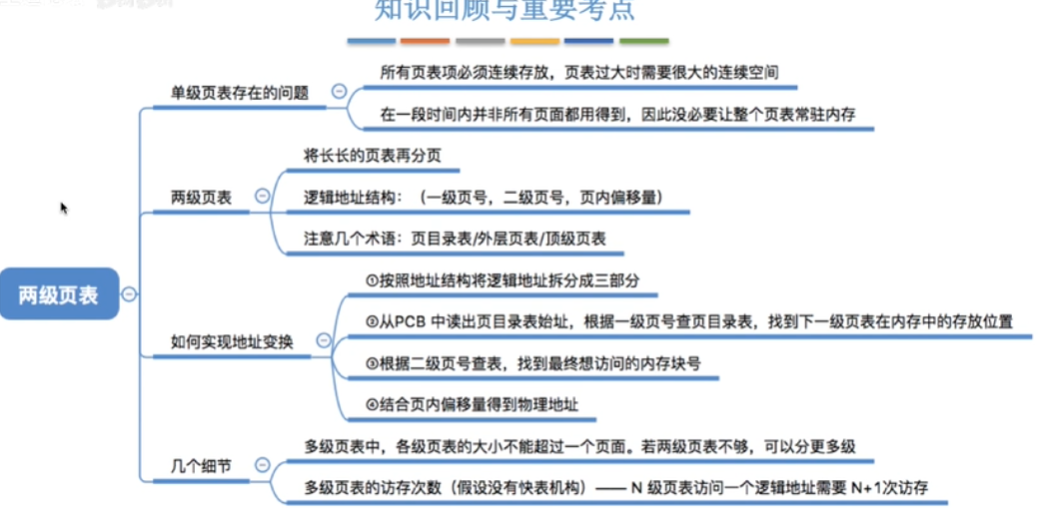 知识回顾与重要考点
单级页表存在的问题
所有页表项必须连续存放，页表过大时需要很大的连续空间
在一段时间内并非所有页面都用得到，因此没必要让整个页表常驻内存
两级页表
将长长的页表再分页
逻辑地址结构：（一级页号，二级页号，页内偏移量）
注意几个术语：页目录表/外层页表/顶级页表
两级页表
如何实现地址变换
①按照地址结构将逻辑地址拆分成三部分
②从PCB 中读出页目录表始址，根据一级页号查页目录表，找到下一级页表在内存中的存放位置
③根据二级页号查表，找到最终想访问的内存块号
④结合页内偏移量得到物理地址
几个细节
多级页表中，各级页表的大小不能超过一个页面。若两级页表不够，可以分更多级
多级页表的访存次数（假设没有快表机构）—— N 级页表访问一个逻辑地址需要 N+1次访存